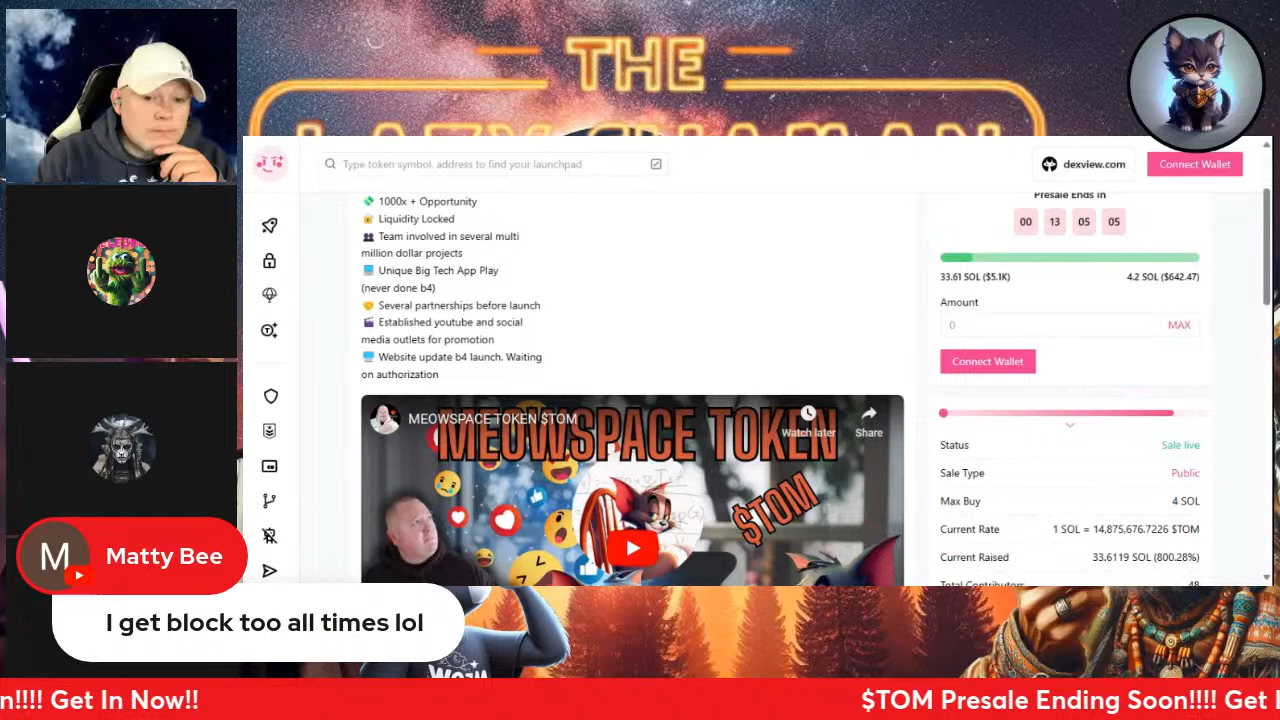 THE
LAZY SHAMAN
Type token symbol, address to find your launchpad
dexview.com
Connect Wallet
1000x + Opportunity
Liquidity Locked
Team involved in several multi
million dollar projects
Unique Big Tech App Play
(never done b4)
Several partnerships before launch
Established youtube and social
media outlets for promotion
Website update b4 launch. Waiting
on authorization
MEOWSPACE TOKEN $TOM
Watch later
Share
MEOWSPACE TOKEN
$TOM
Presale Ends In
00 13 05 05
33.61 SOL ($5.1K) 4.2 SOL ($642.47)
Amount
0 MAX
Connect Wallet
Status Sale live
Sale Type Public
Max Buy 4 SOL
Current Rate 1 SOL = 14,875,676.7226 $TOM
Current Raised 33.6119 SOL (800.28%)
Total Contributors 48
M
Matty Bee
I get block too all times lol
n!!!! Get In Now!!
$TOM Presale Ending Soon!!!! Get I